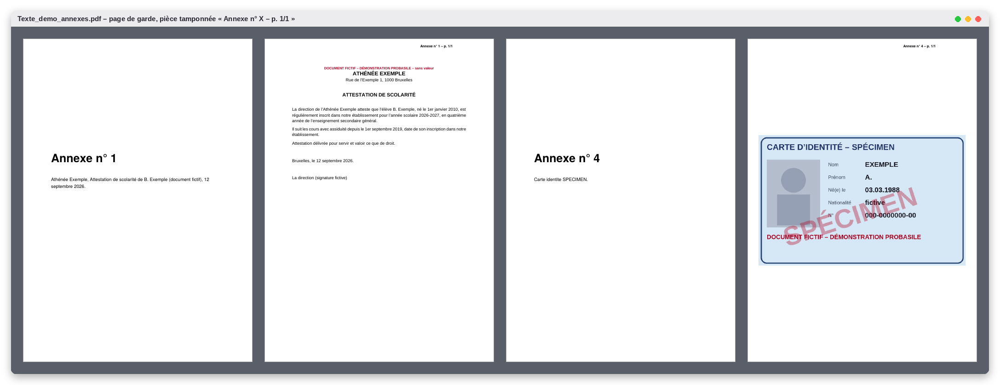 Texte_demo_annexes.pdf – page de garde, pièce tamponnée « Annexe n° X – p. 1/1 »
Annexe n° 1
Athénée Exemple, Attestation de scolarité de B. Exemple (document fictif), 12
septembre 2026.
Annexe n° 1 – p. 1/1
DOCUMENT FICTIF – DÉMONSTRATION PROBASILE – sans valeur
ATHÉNÉE EXEMPLE
Rue de l'Exemple 1, 1000 Bruxelles
ATTESTATION DE SCOLARITÉ
La direction de l'Athénée Exemple atteste que l'élève B. Exemple, né le 1er janvier 2010, est
régulièrement inscrit dans notre établissement pour l'année scolaire 2026-2027, en quatrième
année de l'enseignement secondaire général.
Il suit les cours avec assiduité depuis le 1er septembre 2019, date de son inscription dans notre
établissement.
Attestation délivrée pour servir et valoir ce que de droit.
Bruxelles, le 12 septembre 2026.
La direction (signature fictive)
Annexe n° 4
Carte identite SPECIMEN.
Annexe n° 4 – p. 1/1
CARTE D'IDENTITÉ – SPÉCIMEN
Nom EXEMPLE
Prénom A.
Né(e) le 03.03.1988
Nationalité fictive
N° 000-0000000-00
SPÉCIMEN
DOCUMENT FICTIF – DÉMONSTRATION PROBASILE